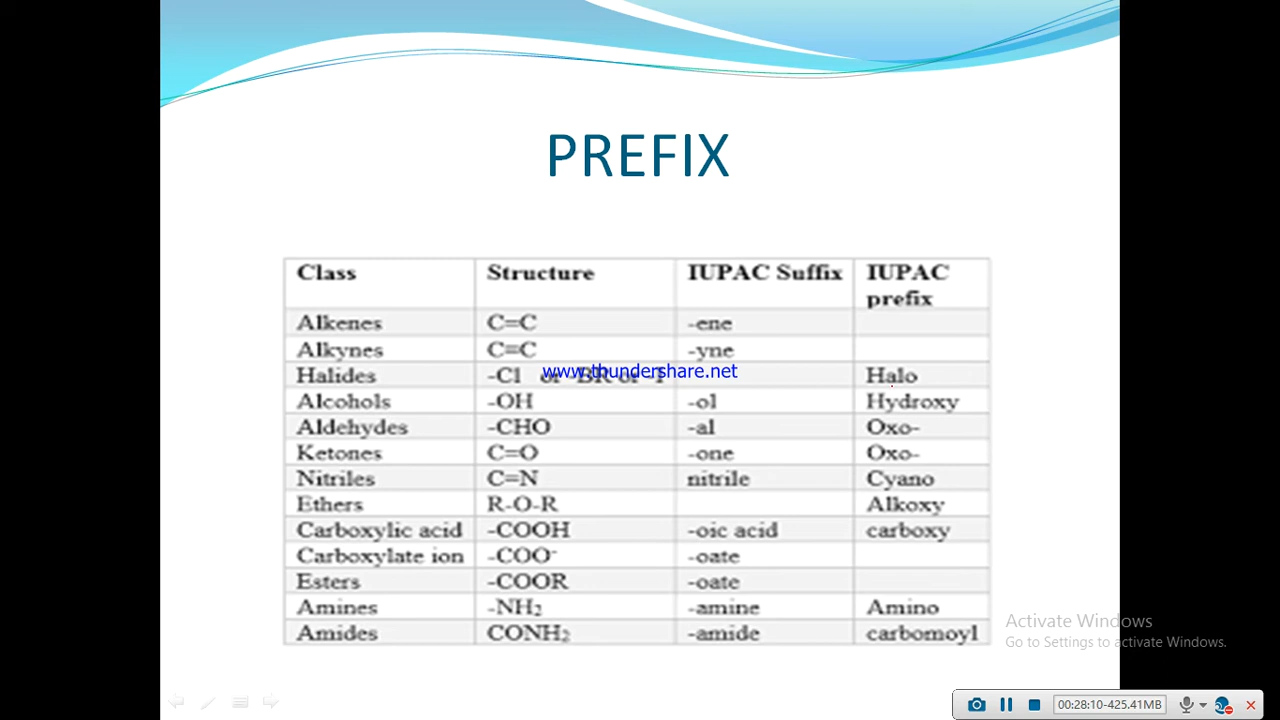 PREFIX
Class Structure IUPAC Suffix IUPAC prefix
Alkenes C=C -ene
Alkynes C=C -yne
Halides -Cl or BR or -I Halo
www.thundershare.net
Alcohols -OH -ol Hydroxy
Aldehydes -CHO -al Oxo-
Ketones C=O -one Oxo-
Nitriles C=N nitrile Cyano
Ethers R-O-R Alkoxy
Carboxylic acid -COOH -oic acid carboxy
Carboxylate ion -COO⁻ -oate
Esters -COOR -oate
Amines -NH₂ -amine Amino
Amides CONH₂ -amide carbomoyl
Activate Windows
Go to Settings to activate Windows.
00:28:10-425.41MB